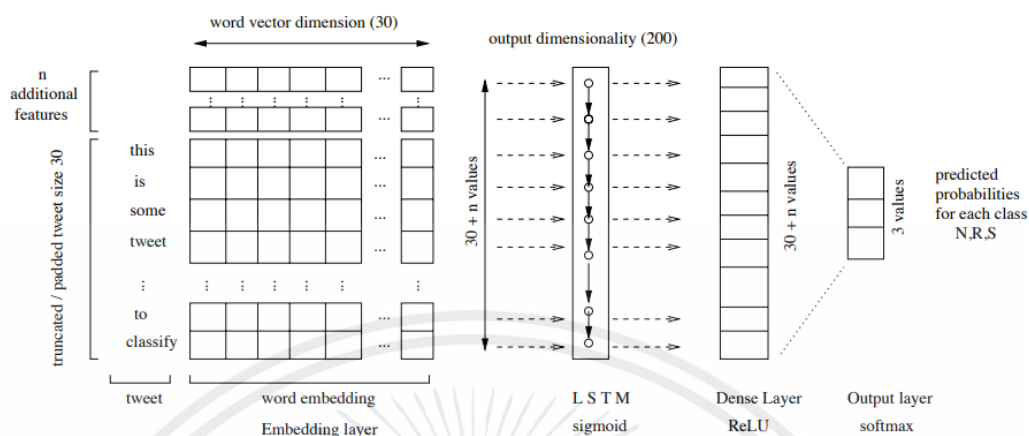 word vector dimension (30)
output dimensionality (200)
n
additional
features
...
...
truncated / padded tweet size 30
this
...
is
...
some
...
tweet
...
to
...
classify
...
30 + n values
30 + n values
3 values
predicted
probabilities
for each class
N,R,S
tweet
word embedding
Embedding layer
L S T M
sigmoid
Dense Layer
ReLU
Output layer
softmax